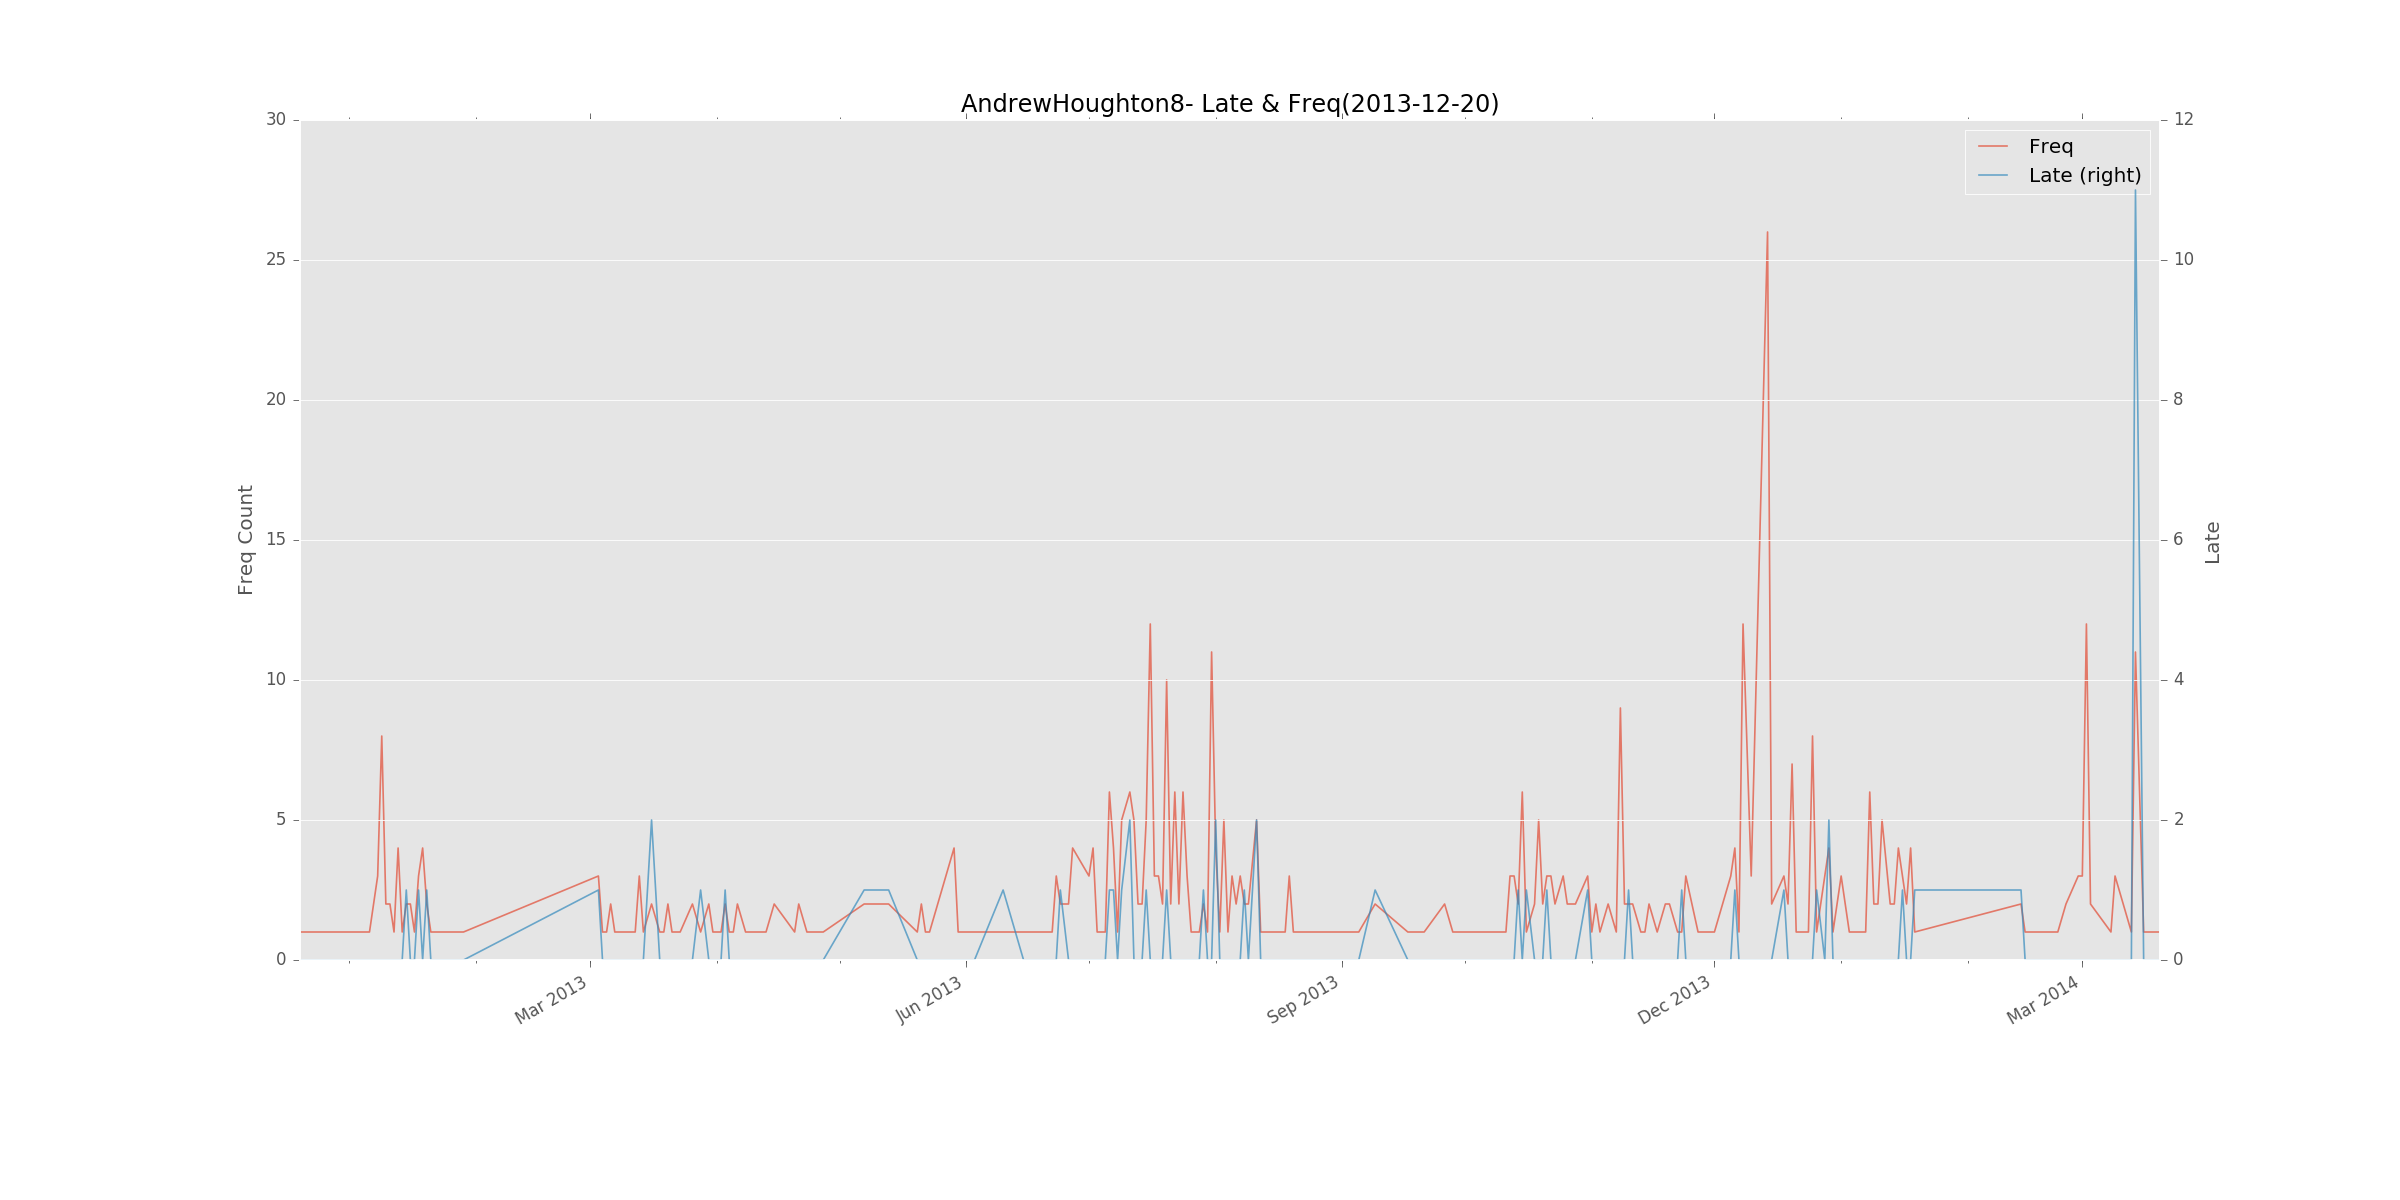 AndrewHoughton8- Late & Freq(2013-12-20)
30
25
20
15
10
5
0
Freq Count
12
10
8
6
4
2
0
Late
Freq
Late (right)
Mar 2013
Jun 2013
Sep 2013
Dec 2013
Mar 2014